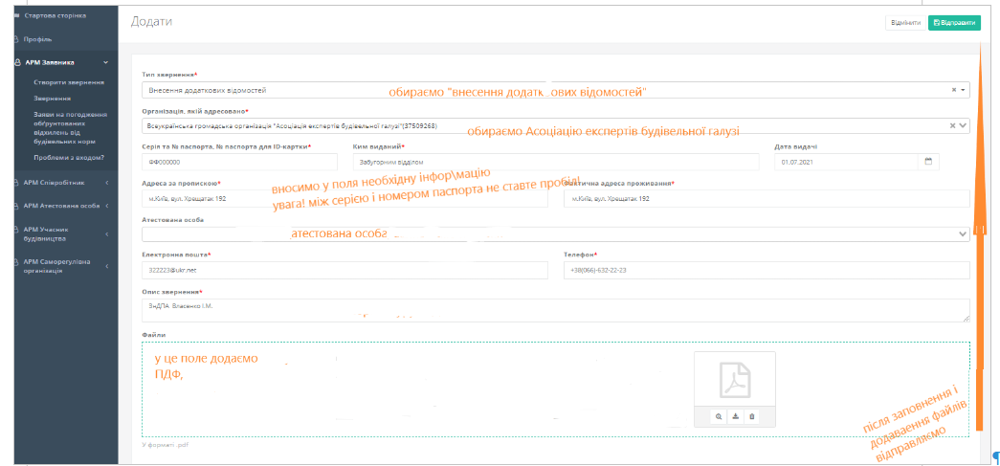 Стартова сторінка
Профіль
АРМ Заявника
Створити звернення
Звернення
Заяви на погодження
обґрунтованих
відхилень від
будівельних норм
Проблеми з входом?
АРМ Співробітник
АРМ Атестована особа
АРМ Учасник
будівництва
АРМ Саморегулівна
організація
Додати
Відмінити
Відправити
Тип звернення*
Внесення додаткових відомостей
обираємо "внесення додатк ових відомостей"
Організація, якій адресовано*
Всеукраїнська громадська організація "Асоціація експертів будівельної галузі"(37509268)
обираємо Асоціацію експертів будівельної галузі
Серія та № паспорта, № паспорта для ID-картки*
Ким виданий*
Дата видачі
ФФ000000
Забугорним відділом
01.07.2021
вносимо у поля необхідну інфор\мацію
увага! між серією і номером паспорта не ставте пробіл!
Адреса за пропискою*
Фактична адреса проживання*
м.Київ, вул. Хрещатак 192
м.Київ, вул. Хрещатак 192
Атестована особа
атестована особа
Електронна пошта*
Телефон*
322223@ukr.net
+38(066)-632-22-23
Опис звернення*
ЗнДПА Власенко І.М.
Файли
у це поле додаємо
ПДФ,
У форматі .pdf
після заповнення і
додаваення файлів
відправляємо
¶